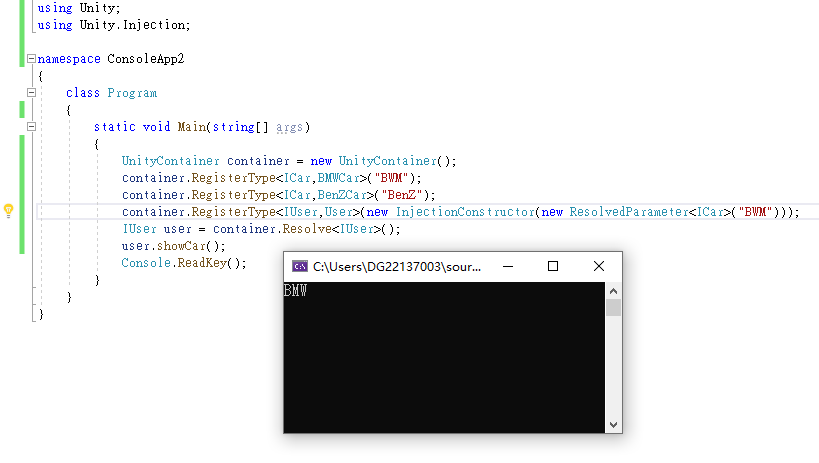 using Unity;
using Unity.Injection;
namespace ConsoleApp2
{
class Program
{
static void Main(string[] args)
{
UnityContainer container = new UnityContainer();
container.RegisterType<ICar,BMWCar>("BWM");
container.RegisterType<ICar,BenZCar>("BenZ");
container.RegisterType<IUser,User>(new InjectionConstructor(new ResolvedParameter<ICar>("BWM")));
IUser user = container.Resolve<IUser>();
user.showCar();
Console.ReadKey();
}
}
}
C:\Users\DG22137003\sour...
BMW